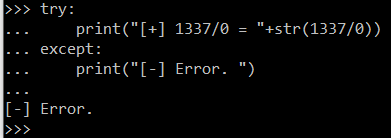 >>> try:
...     print("[+] 1337/0 = "+str(1337/0))
... except:
...     print("[-] Error. ")
...
[-] Error.
>>>